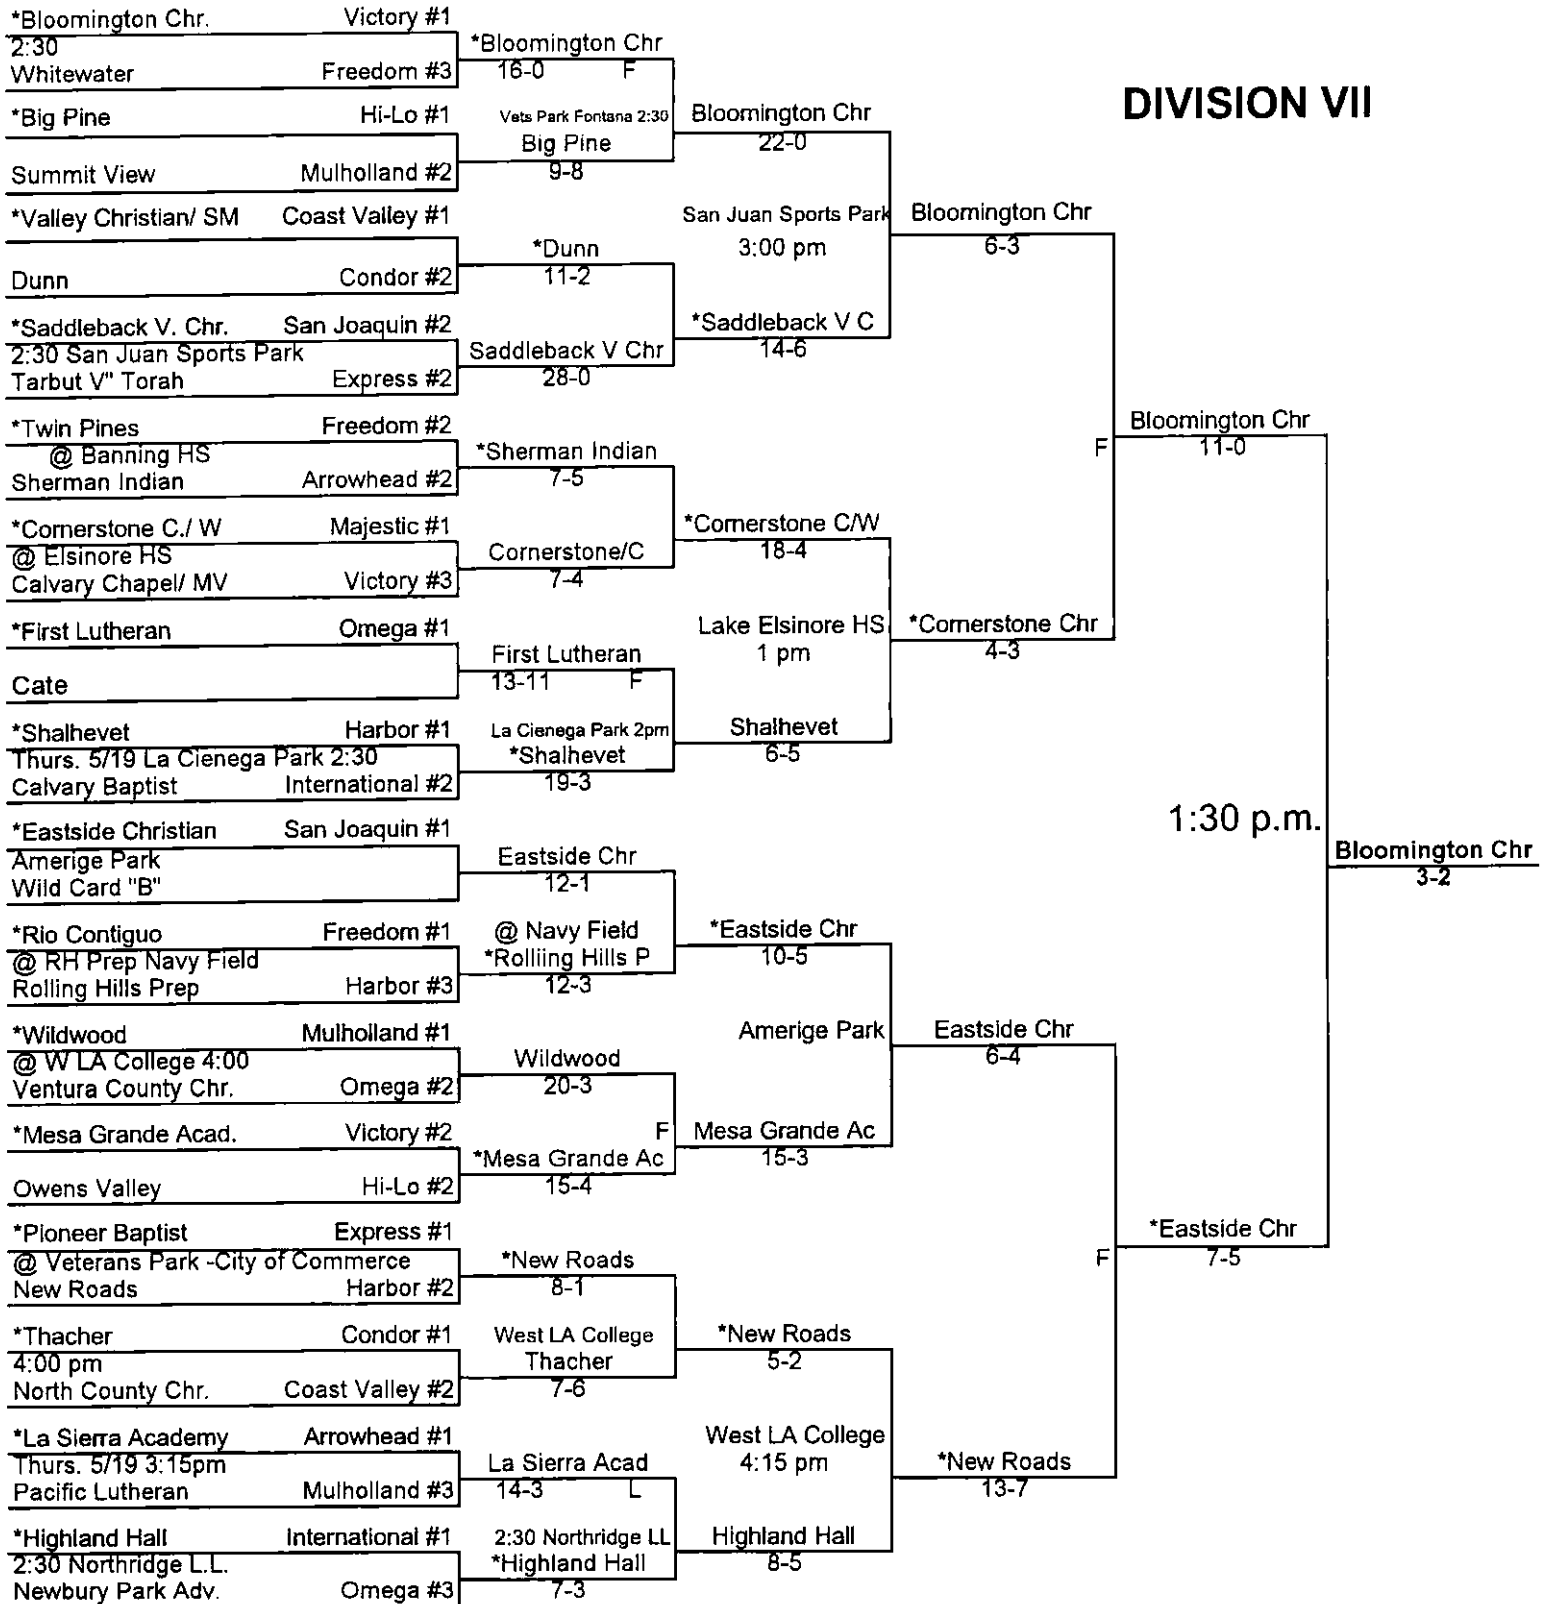 DIVISION VII
*Bloomington Chr. Victory #1
2:30
Whitewater Freedom #3
*Big Pine Hi-Lo #1
Summit View Mulholland #2
*Valley Christian/ SM Coast Valley #1
Dunn Condor #2
*Saddleback V. Chr. San Joaquin #2
2:30 San Juan Sports Park
Tarbut V" Torah Express #2
*Twin Pines Freedom #2
@ Banning HS
Sherman Indian Arrowhead #2
*Cornerstone C./ W Majestic #1
@ Elsinore HS
Calvary Chapel/ MV Victory #3
*First Lutheran Omega #1
Cate
*Shalhevet Harbor #1
Thurs. 5/19 La Cienega Park 2:30
Calvary Baptist International #2
*Eastside Christian San Joaquin #1
Amerige Park
Wild Card "B"
*Rio Contiguo Freedom #1
@ RH Prep Navy Field
Rolling Hills Prep Harbor #3
*Wildwood Mulholland #1
@ W LA College 4:00
Ventura County Chr. Omega #2
*Mesa Grande Acad. Victory #2
Owens Valley Hi-Lo #2
*Pioneer Baptist Express #1
@ Veterans Park -City of Commerce
New Roads Harbor #2
*Thacher Condor #1
4:00 pm
North County Chr. Coast Valley #2
*La Sierra Academy Arrowhead #1
Thurs. 5/19 3:15pm
Pacific Lutheran Mulholland #3
*Highland Hall International #1
2:30 Northridge L.L.
Newbury Park Adv. Omega #3
*Bloomington Chr
16-0 F
Vets Park Fontana 2:30
Big Pine
9-8
*Dunn
11-2
Saddleback V Chr
28-0
*Sherman Indian
7-5
Cornerstone/C
7-4
First Lutheran
13-11 F
La Cienega Park 2pm
*Shalhevet
19-3
Eastside Chr
12-1
@ Navy Field
*Rolliing Hills P
12-3
Wildwood
20-3
F
*Mesa Grande Ac
15-4
*New Roads
8-1
West LA College
Thacher
7-6
La Sierra Acad
14-3 L
2:30 Northridge LL
*Highland Hall
7-3
Bloomington Chr
22-0
San Juan Sports Park
3:00 pm
*Saddleback V C
14-6
*Cornerstone C/W
18-4
Lake Elsinore HS
1 pm
Shalhevet
6-5
*Eastside Chr
10-5
Amerige Park
Mesa Grande Ac
15-3
*New Roads
5-2
West LA College
4:15 pm
Highland Hall
8-5
Bloomington Chr
6-3
F
*Cornerstone Chr
4-3
Eastside Chr
6-4
F
*New Roads
13-7
Bloomington Chr
11-0
1:30 p.m.
*Eastside Chr
7-5
Bloomington Chr
3-2